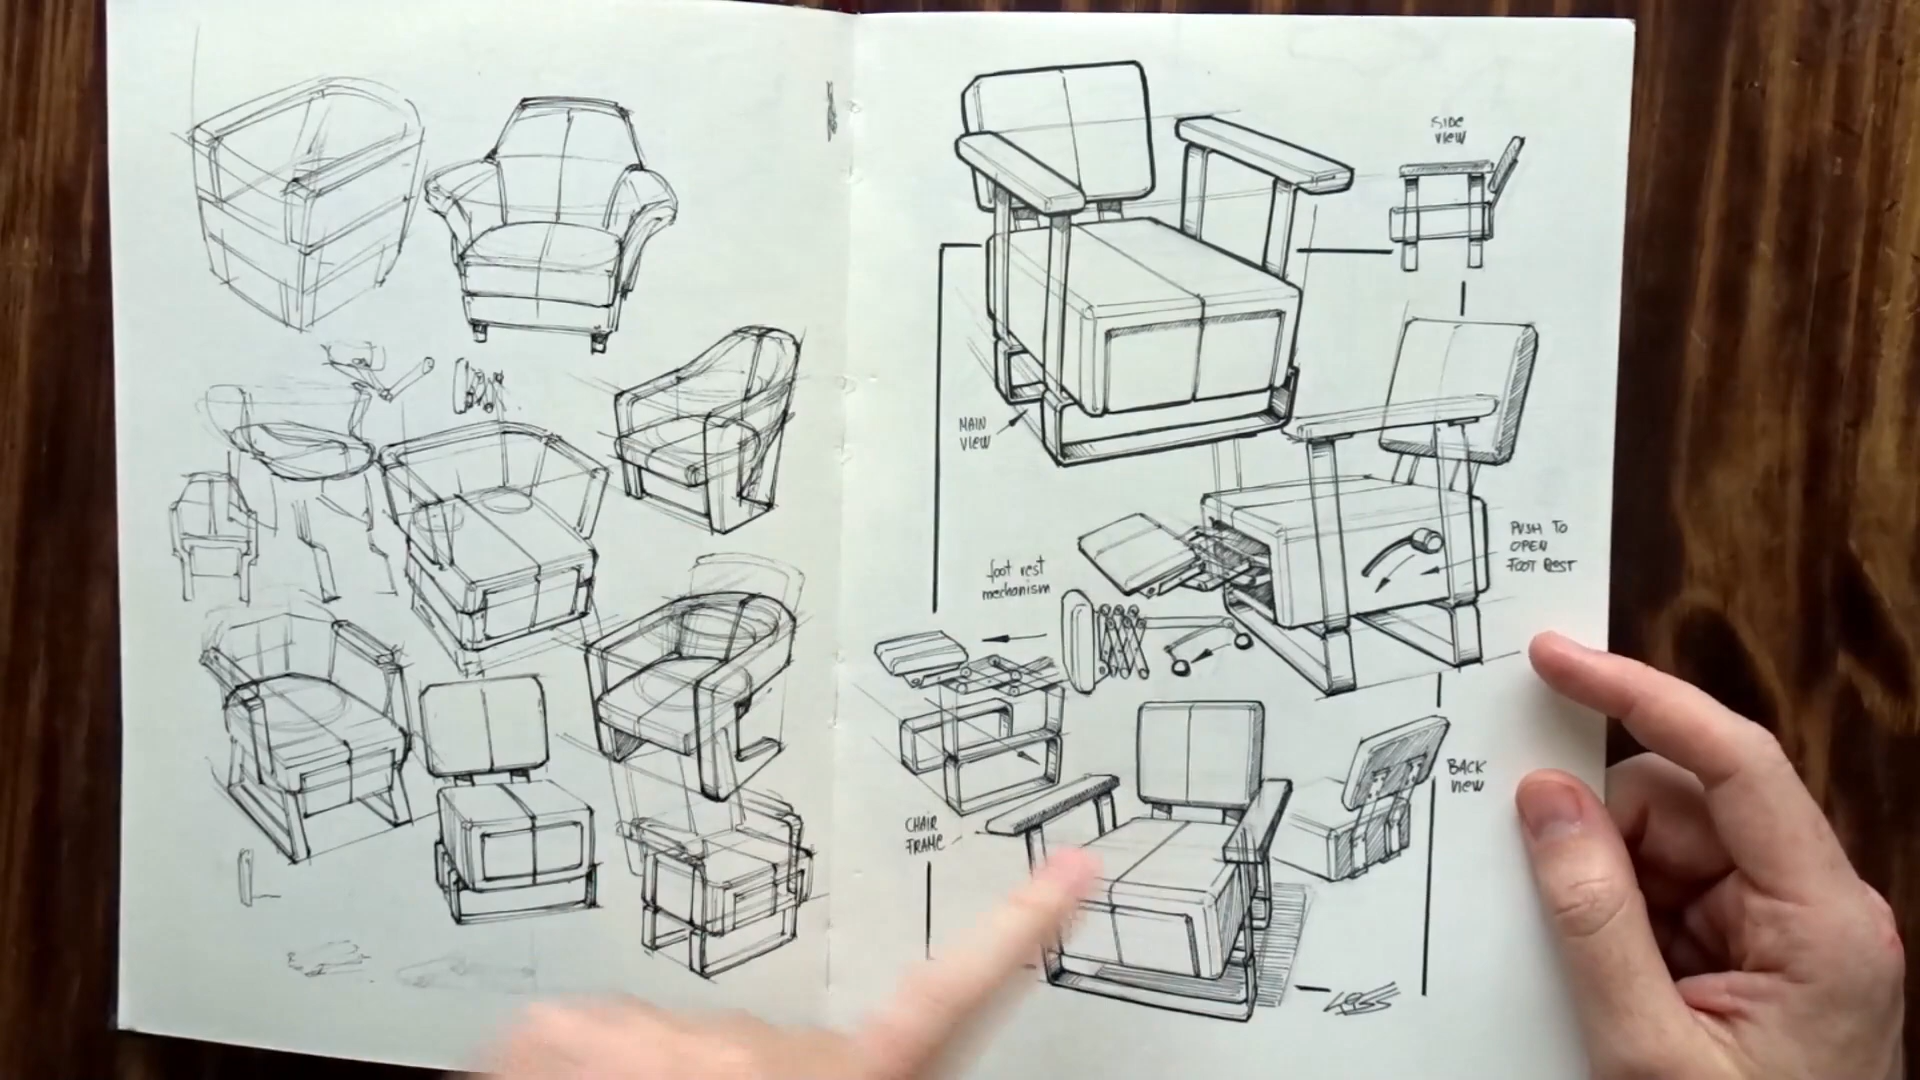 SIDE
VIEW
MAIN
VIEW
PUSH TO
OPEN
FOOT REST
foot rest
mechanism
BACK
VIEW
CHAIR
FRAME